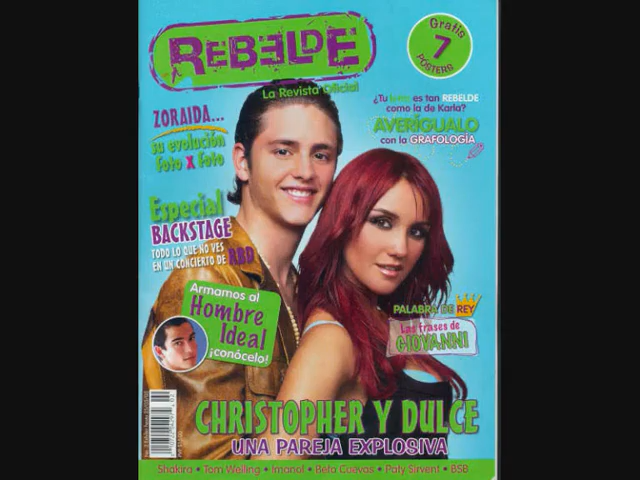 REBELDE
La Revista Oficial
Gratis
7
PÓSTERS
ZORAIDA...
su evolución
Foto X Foto
¿Tu letra es tan REBELDE
como la de Karla?
AVERÍGUALO
con la GRAFOLOGÍA
Especial
BACKSTAGE
TODO LO QUE NO VES
EN UN CONCIERTO DE RBD
Armamos al
Hombre
Ideal
¡conócelo!
PALABRA DE REY
Las frases de
GIOVANNI
CHRISTOPHER Y DULCE
UNA PAREJA EXPLOSIVA
Shakira • Tom Welling • Imanol • Beto Cuevas • Paty Sirvent • BSB